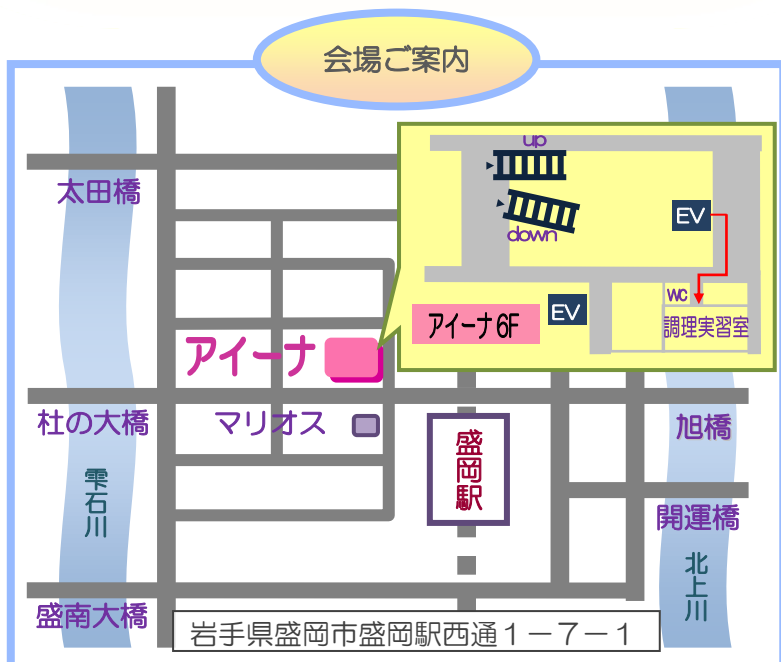 会場ご案内
up
down
EV
EV
WC
調理実習室
アイーナ 6F
太田橋
アイーナ
杜の大橋
マリオス
旭橋
盛岡駅
雫石川
開運橋
北上川
盛南大橋
岩手県盛岡市盛岡駅西通１－７－１